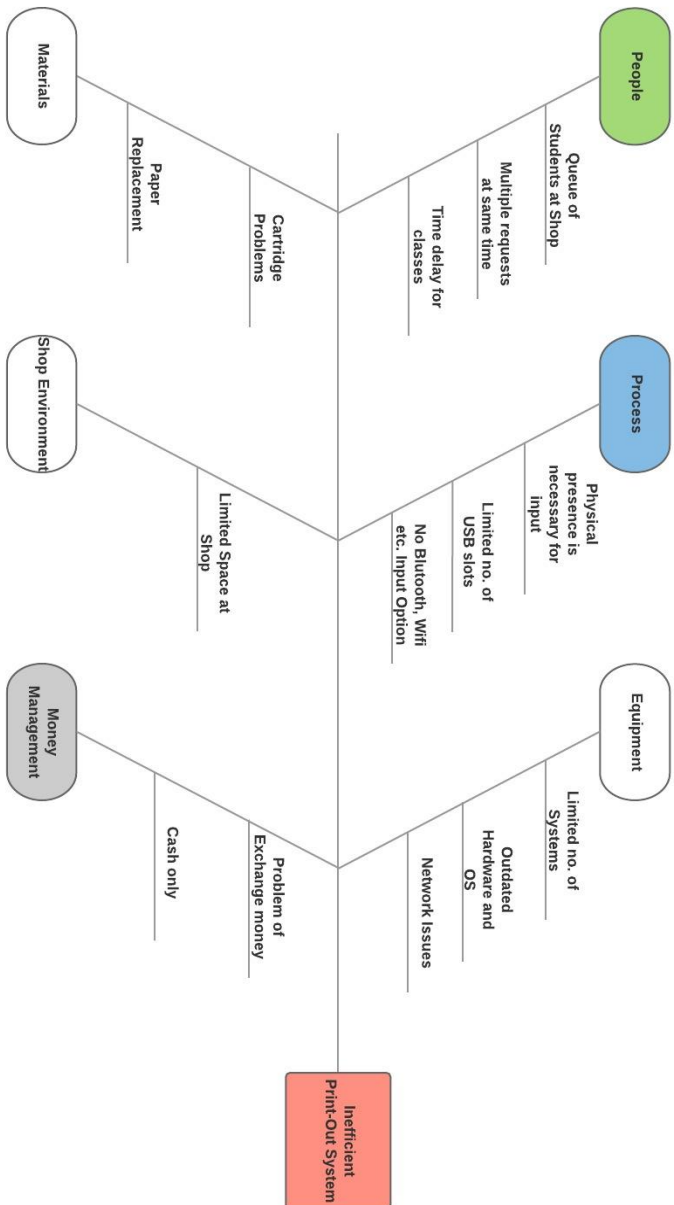 People
Process
Equipment
Queue of
Students at Shop
Multiple requests
at same time
Time delay for
classes
Physical
presence is
necessary for
input
Limited no. of
USB slots
No Blutooth, Wifi
etc. Input Option
Limited no. of
Systems
Outdated
Hardware and
OS
Network Issues
Inefficient
Print-Out System
Cartridge
Problems
Paper
Replacement
Limited Space at
Shop
Problem of
Exchange money
Cash only
Materials
Shop Environment
Money
Management